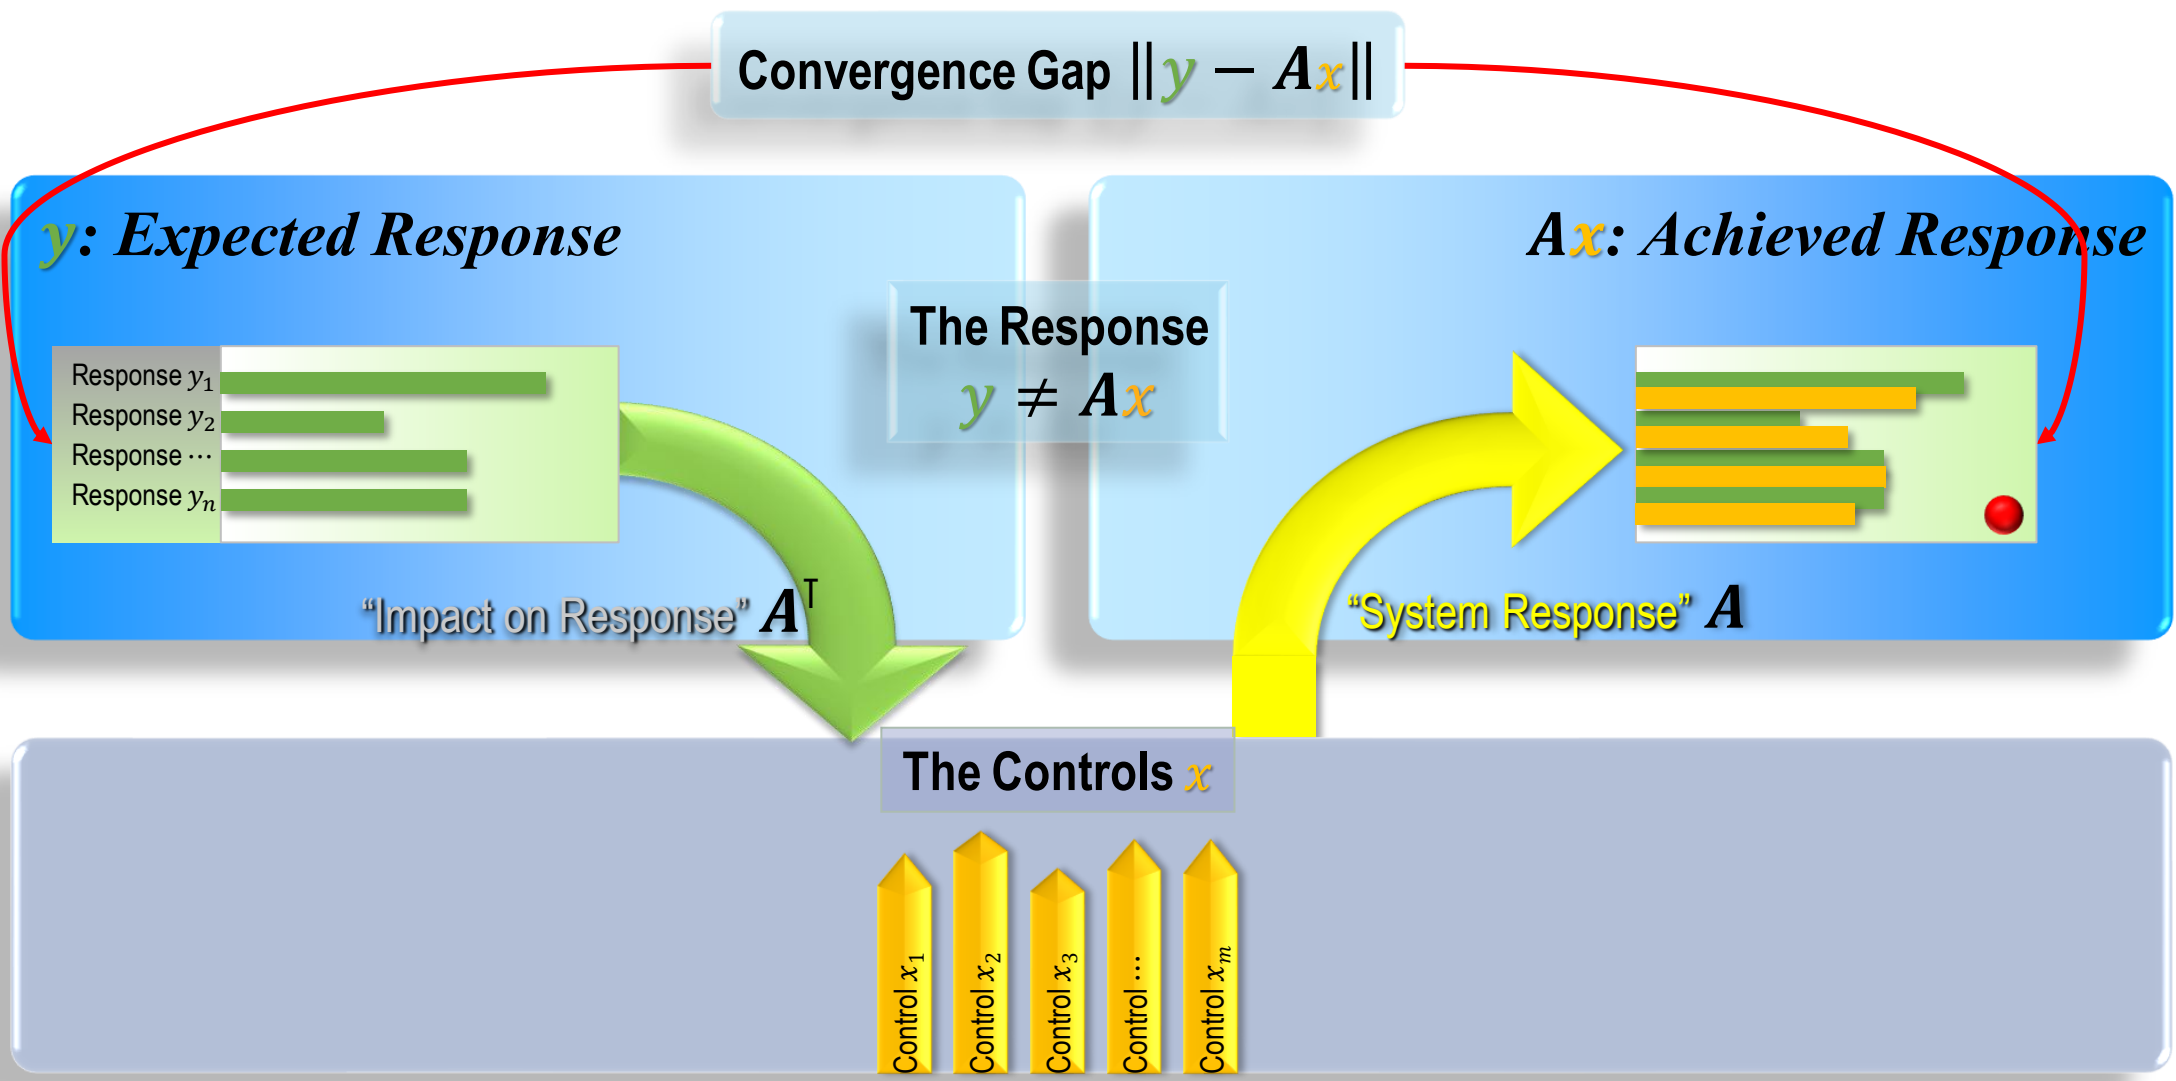 Convergence Gap ‖y − Ax‖
y: Expected Response
Ax: Achieved Response
The Response
y ≠ Ax
Response y₁
Response y₂
Response ⋯
Response yₙ
"Impact on Response" Aᵀ
"System Response" A
The Controls x
Control x₁
Control x₂
Control x₃
Control ⋯
Control xₘ